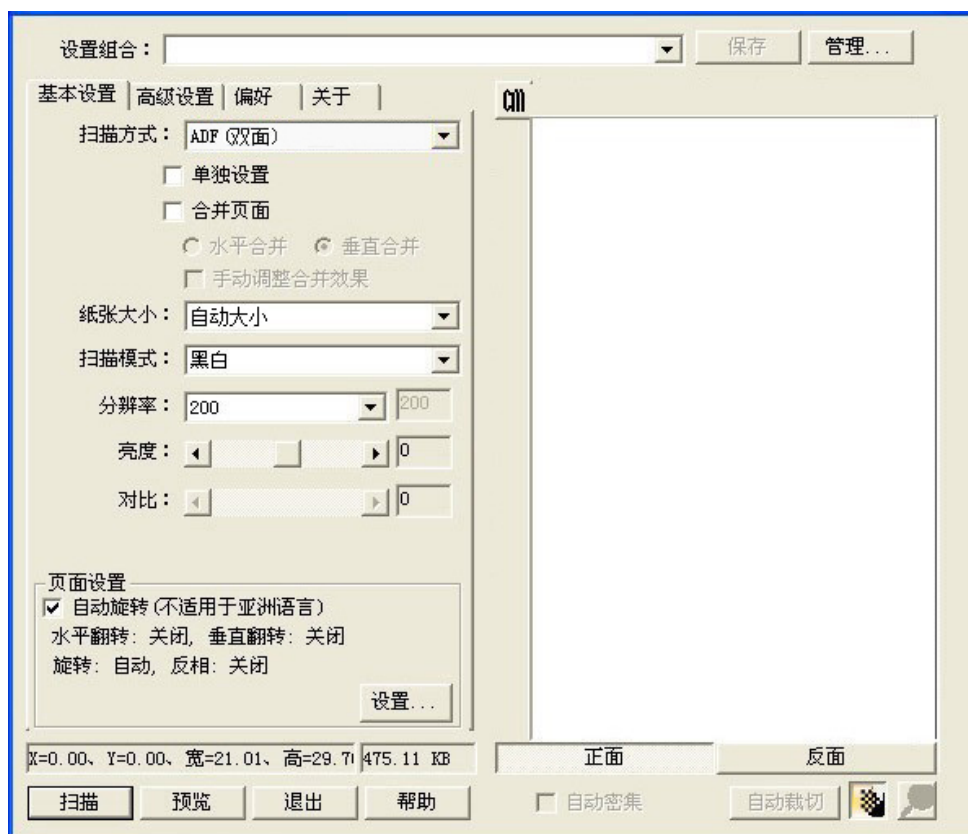 设置组合：
保存
管理...
基本设置
高级设置
偏好
关于
扫描方式：
ADF (双面)
单独设置
合并页面
水平合并
垂直合并
手动调整合并效果
纸张大小：
自动大小
扫描模式：
黑白
分辨率：
200
200
亮度：
0
对比：
0
页面设置
自动旋转(不适用于亚洲语言)
水平翻转: 关闭, 垂直翻转: 关闭
旋转: 自动, 反相: 关闭
设置...
X=0.00、Y=0.00、宽=21.01、高=29.7
475.11 KB
正面
反面
扫描
预览
退出
帮助
自动密集
自动裁切